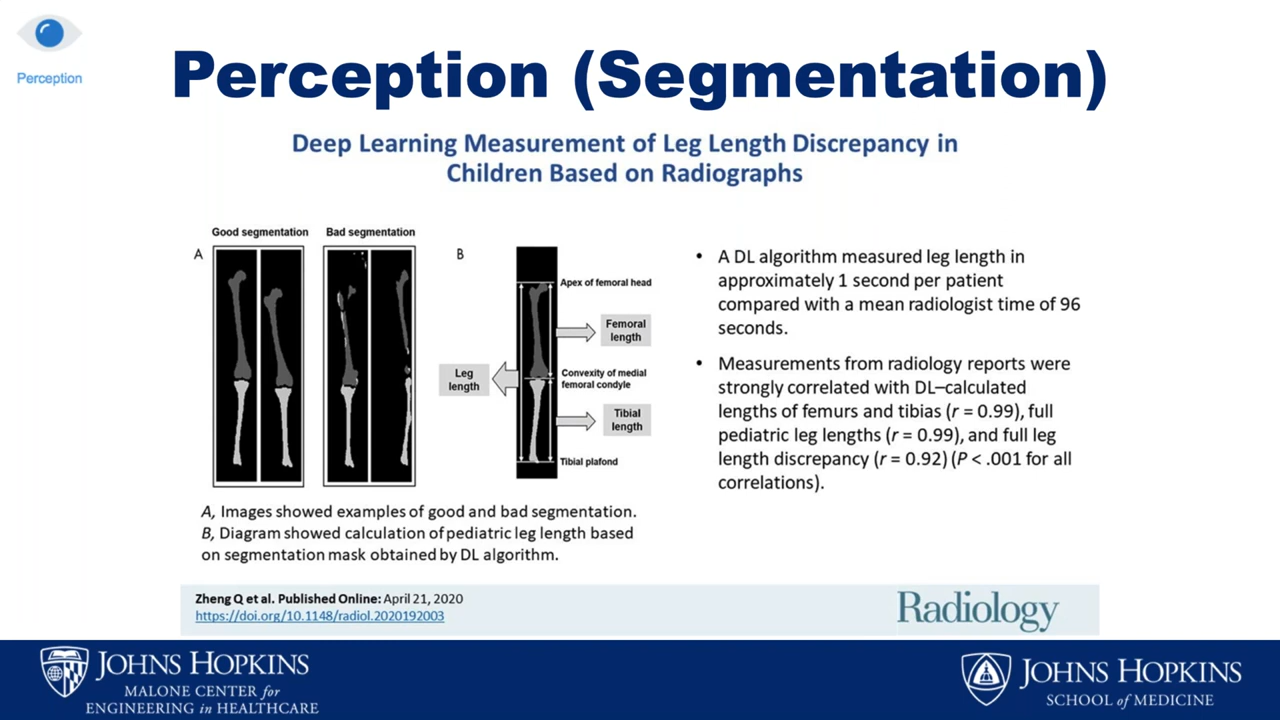 Perception
Perception (Segmentation)
Deep Learning Measurement of Leg Length Discrepancy in
Children Based on Radiographs
Good segmentation
Bad segmentation
A
B
Apex of femoral head
Femoral
length
Leg
length
Convexity of medial
femoral condyle
Tibial
length
Tibial plafond
A, Images showed examples of good and bad segmentation.
B, Diagram showed calculation of pediatric leg length based
on segmentation mask obtained by DL algorithm.
• A DL algorithm measured leg length in
approximately 1 second per patient
compared with a mean radiologist time of 96
seconds.
• Measurements from radiology reports were
strongly correlated with DL–calculated
lengths of femurs and tibias (r = 0.99), full
pediatric leg lengths (r = 0.99), and full leg
length discrepancy (r = 0.92) (P < .001 for all
correlations).
Zheng Q et al. Published Online: April 21, 2020
https://doi.org/10.1148/radiol.2020192003
Radiology
JOHNS HOPKINS
MALONE CENTER for
ENGINEERING in HEALTHCARE
JOHNS HOPKINS
SCHOOL of MEDICINE